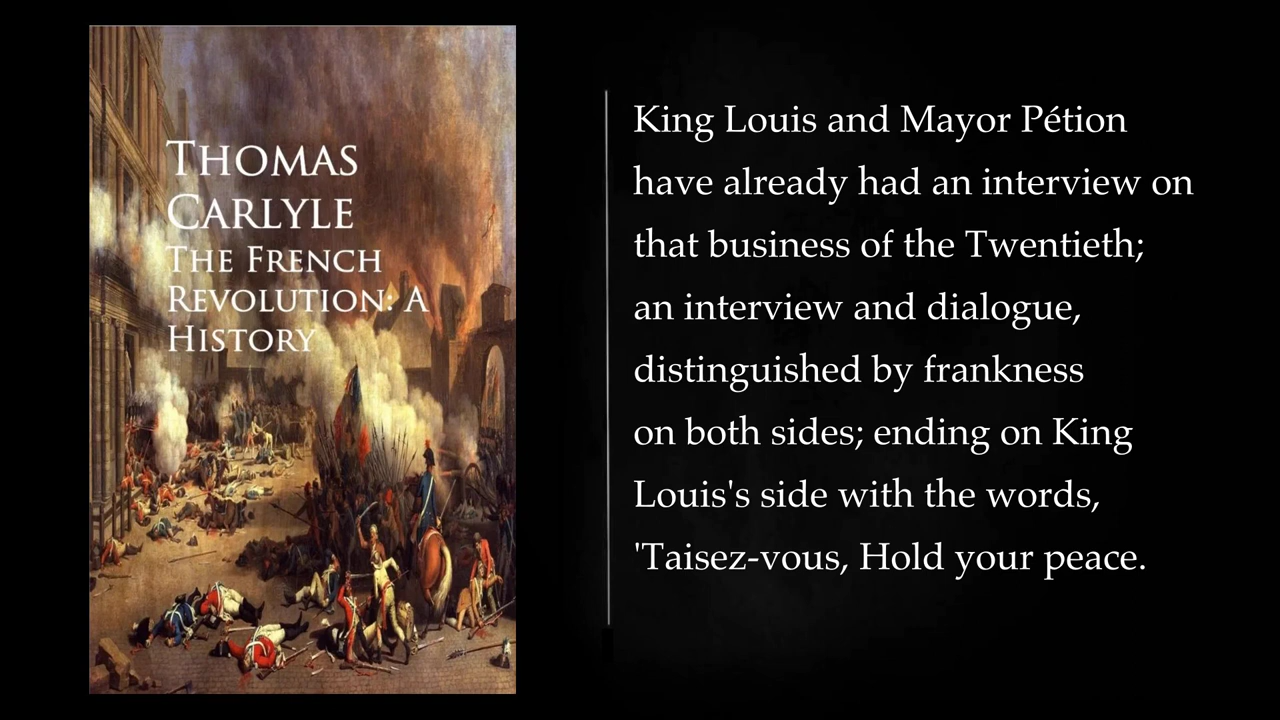 THOMAS
CARLYLE
THE FRENCH
REVOLUTION: A
HISTORY
King Louis and Mayor Pétion
have already had an interview on
that business of the Twentieth;
an interview and dialogue,
distinguished by frankness
on both sides; ending on King
Louis's side with the words,
'Taisez-vous, Hold your peace.